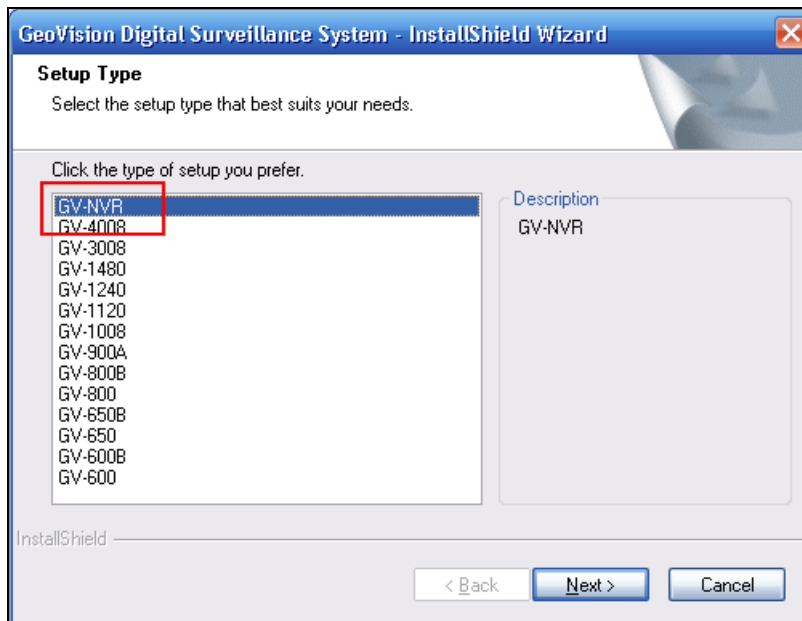 GeoVision Digital Surveillance System - InstallShield Wizard
Setup Type
Select the setup type that best suits your needs.
Click the type of setup you prefer.
GV-NVR
GV-4008
GV-3008
GV-1480
GV-1240
GV-1120
GV-1008
GV-900A
GV-800B
GV-800
GV-650B
GV-650
GV-600B
GV-600
Description
GV-NVR
InstallShield
< Back
Next >
Cancel